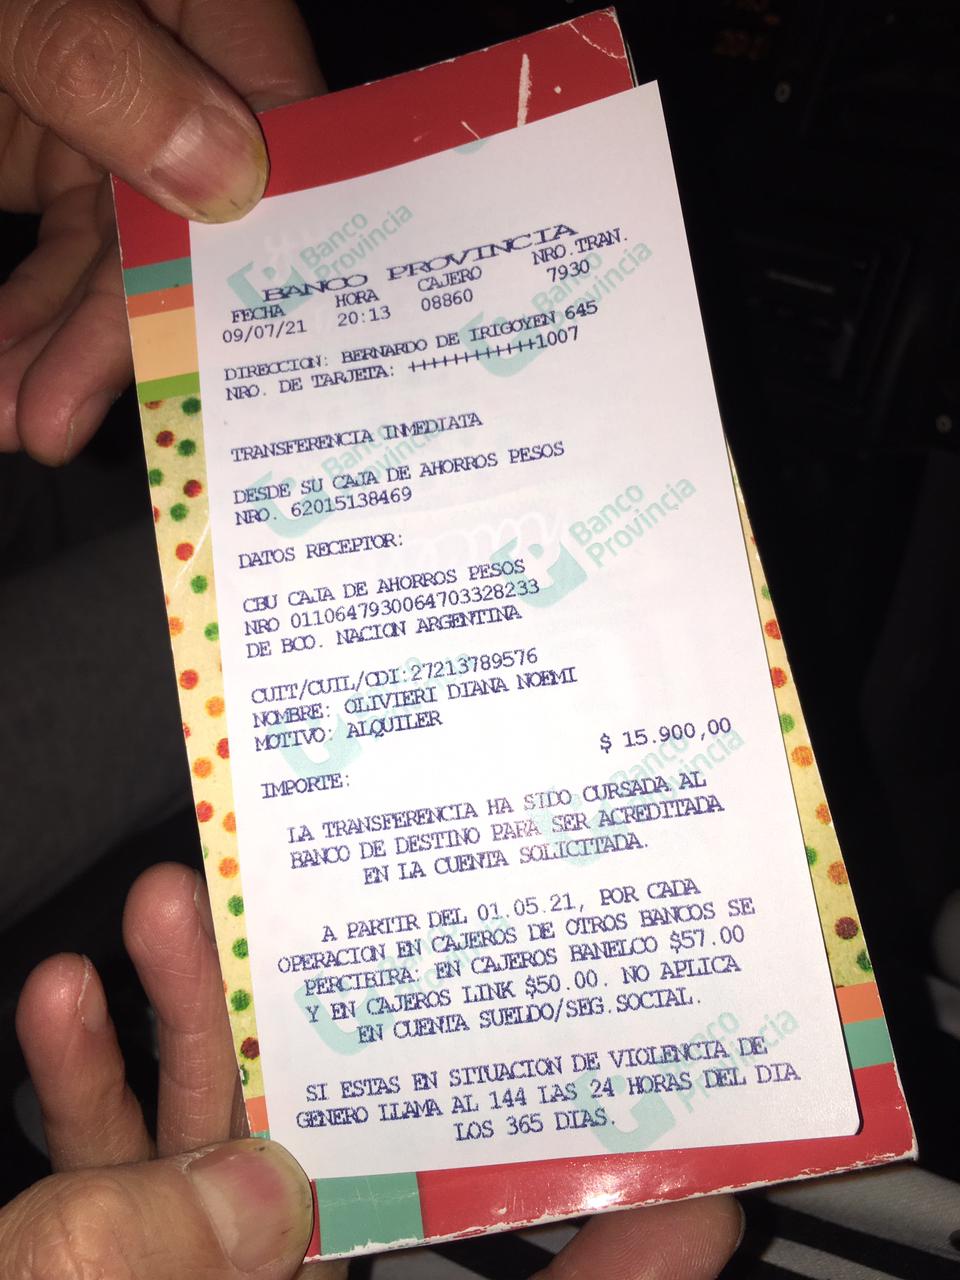 BANCO PROVINCIA
FECHA HORA CAJERO NRO.TRAN.
09/07/21 20:13 08860 7930
DIRECCION: BERNARDO DE IRIGOYEN 645
NRO. DE TARJETA: ++++++++++++1007
TRANSFERENCIA INMEDIATA
DESDE SU CAJA DE AHORROS PESOS
NRO. 62015138469
DATOS RECEPTOR:
CBU CAJA DE AHORROS PESOS
NRO 0110647930064703328233
DE BCO. NACION ARGENTINA
CUIT/CUIL/CDI:27213789576
NOMBRE: OLIVIERI DIANA NOEMI
MOTIVO: ALQUILER
IMPORTE: $ 15.900,00
LA TRANSFERENCIA HA SIDO CURSADA AL
BANCO DE DESTINO PARA SER ACREDITADA
EN LA CUENTA SOLICITADA.
A PARTIR DEL 01.05.21, POR CADA
OPERACION EN CAJEROS DE OTROS BANCOS SE
PERCIBIRA: EN CAJEROS BANELCO $57.00
Y EN CAJEROS LINK $50.00. NO APLICA
EN CUENTA SUELDO/SEG.SOCIAL.
SI ESTAS EN SITUACION DE VIOLENCIA DE
GENERO LLAMA AL 144 LAS 24 HORAS DEL DIA
LOS 365 DIAS.
Banco
Provincia